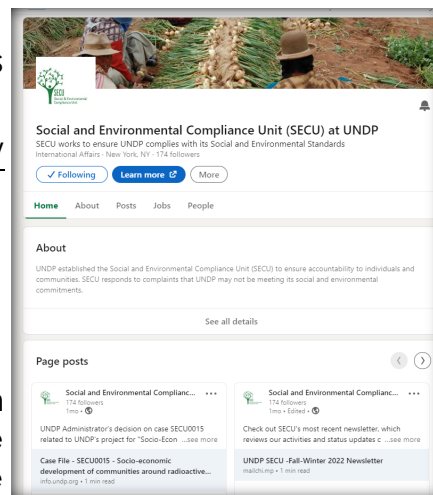 s
y
SECU
Social & Environmental
Compliance Unit
Social and Environmental Compliance Unit (SECU) at UNDP
SECU works to ensure UNDP complies with its Social and Environmental Standards
International Affairs · New York, NY · 174 followers
✓ Following
Learn more
More
Home
About
Posts
Jobs
People
About
UNDP established the Social and Environmental Compliance Unit (SECU) to ensure accountability to individuals and
communities. SECU responds to complaints that UNDP may not be meeting its social and environmental
commitments.
See all details
Page posts
Social and Environmental Complianc...
174 followers
1mo •
UNDP Administrator's decision on case SECU0015
related to UNDP's project for "Socio-Econ ...see more
Case File - SECU0015 - Socio-economic
development of communities around radioactive...
info.undp.org • 1 min read
Social and Environmental Complianc...
174 followers
1mo • Edited •
Check out SECU's most recent newsletter, which
reviews our activities and status updates c ...see more
UNDP SECU -Fall-Winter 2022 Newsletter
mailchi.mp • 1 min read
n
e
e